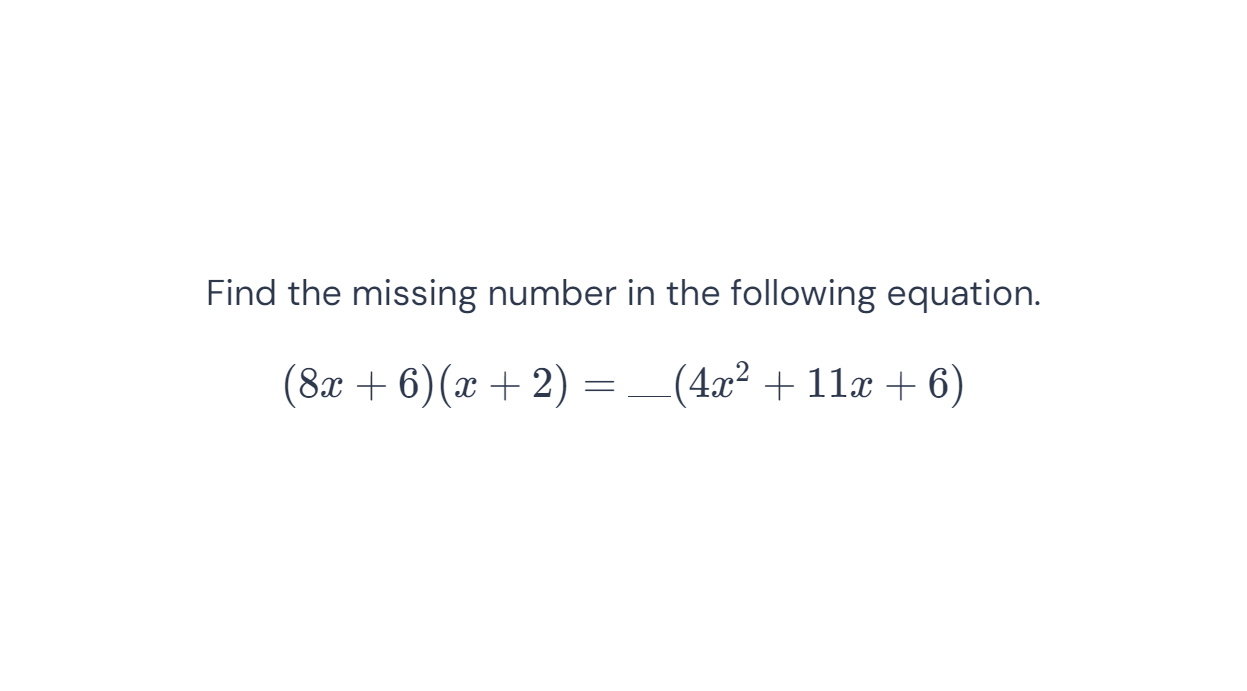 Find the missing number in the following equation.
(8x + 6)(x + 2) = __(4x² + 11x + 6)